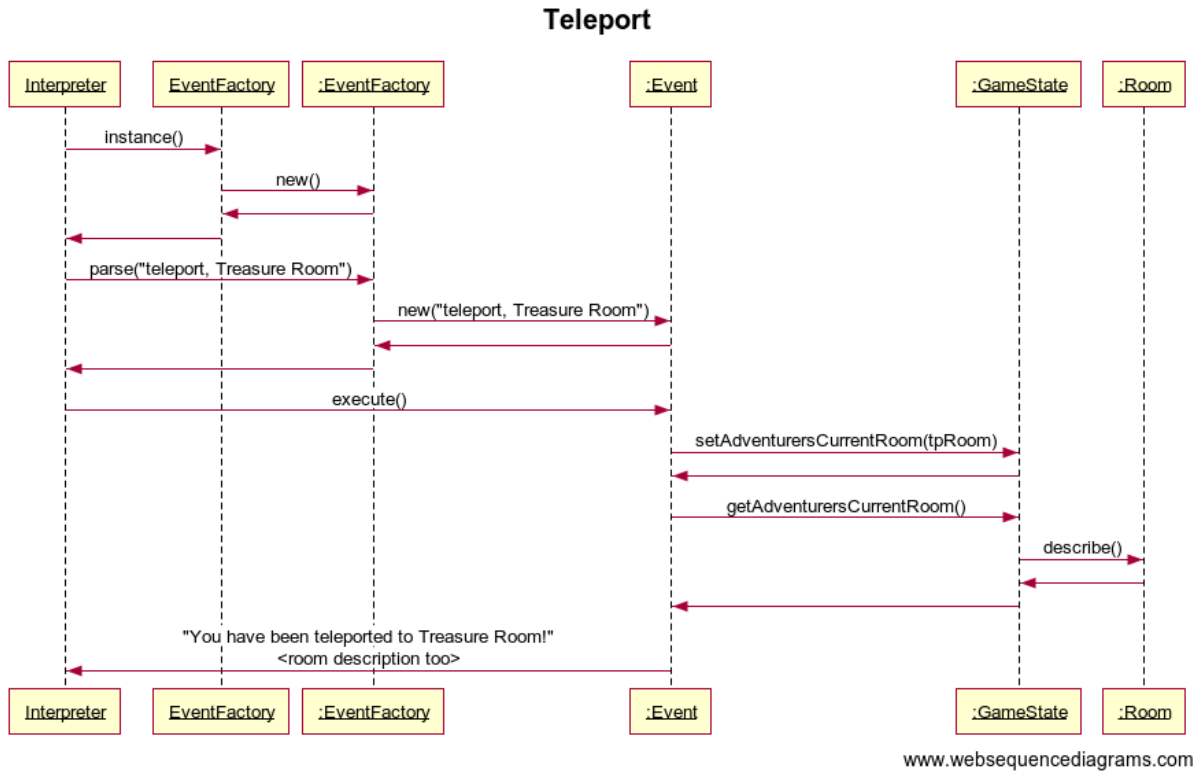 Teleport
Interpreter
EventFactory
:EventFactory
:Event
:GameState
:Room
instance()
new()
parse("teleport, Treasure Room")
new("teleport, Treasure Room")
execute()
setAdventurersCurrentRoom(tpRoom)
getAdventurersCurrentRoom()
describe()
"You have been teleported to Treasure Room!"
<room description too>
Interpreter
EventFactory
:EventFactory
:Event
:GameState
:Room
www.websequencediagrams.com